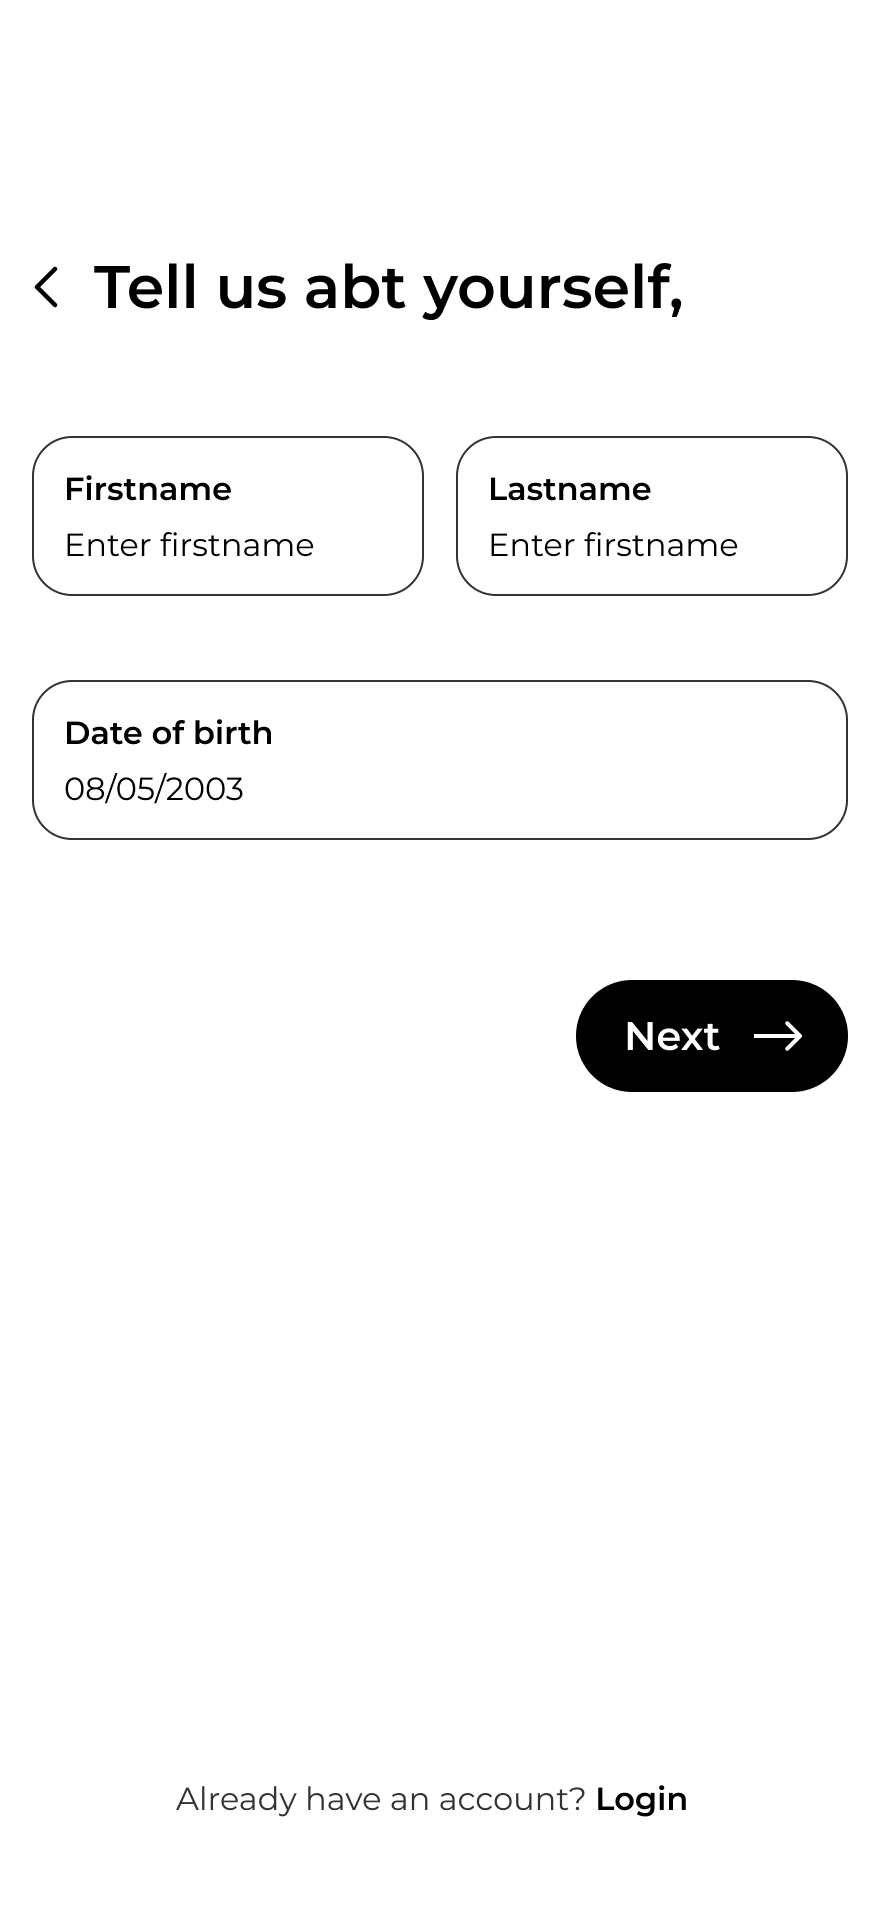 Tell us abt yourself,
Firstname
Enter firstname
Lastname
Enter firstname
Date of birth
08/05/2003
Next
Already have an account? Login